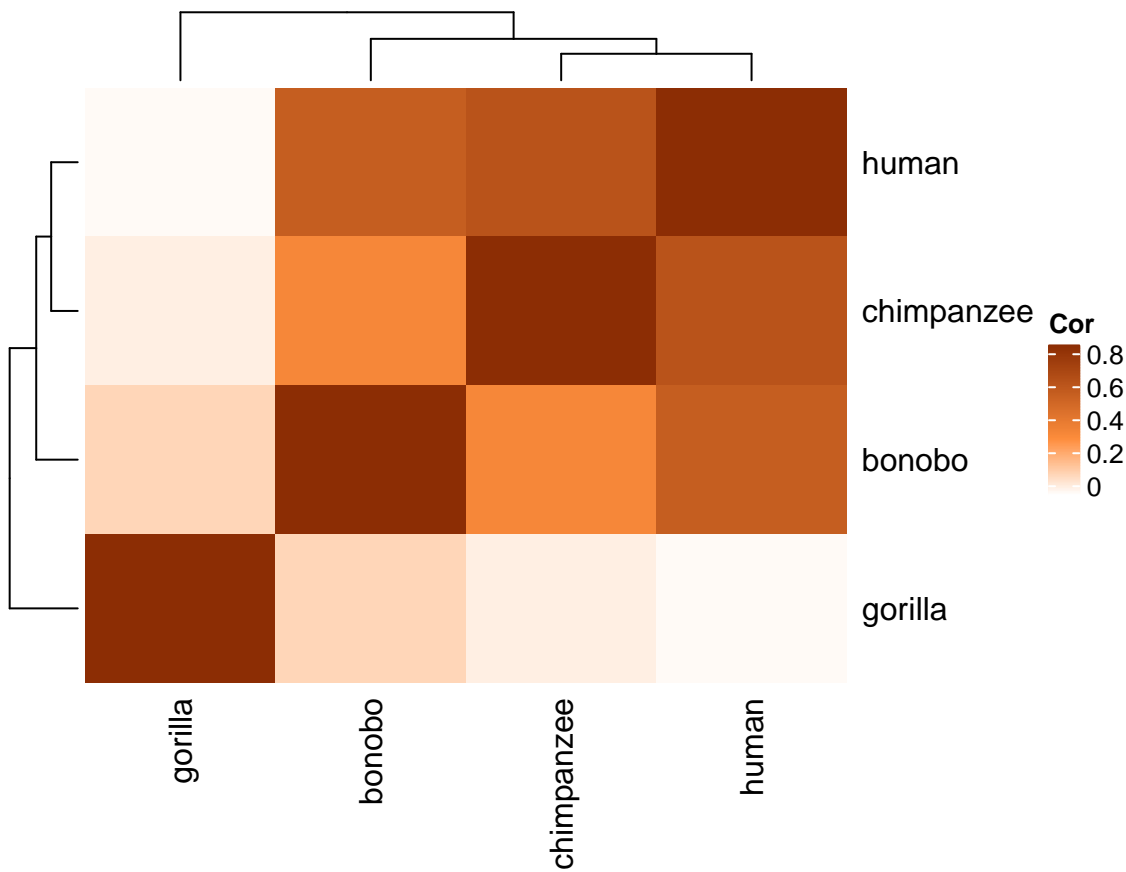 human
chimpanzee
bonobo
gorilla
Cor
0.8
0.6
0.4
0.2
0
gorilla
bonobo
chimpanzee
human